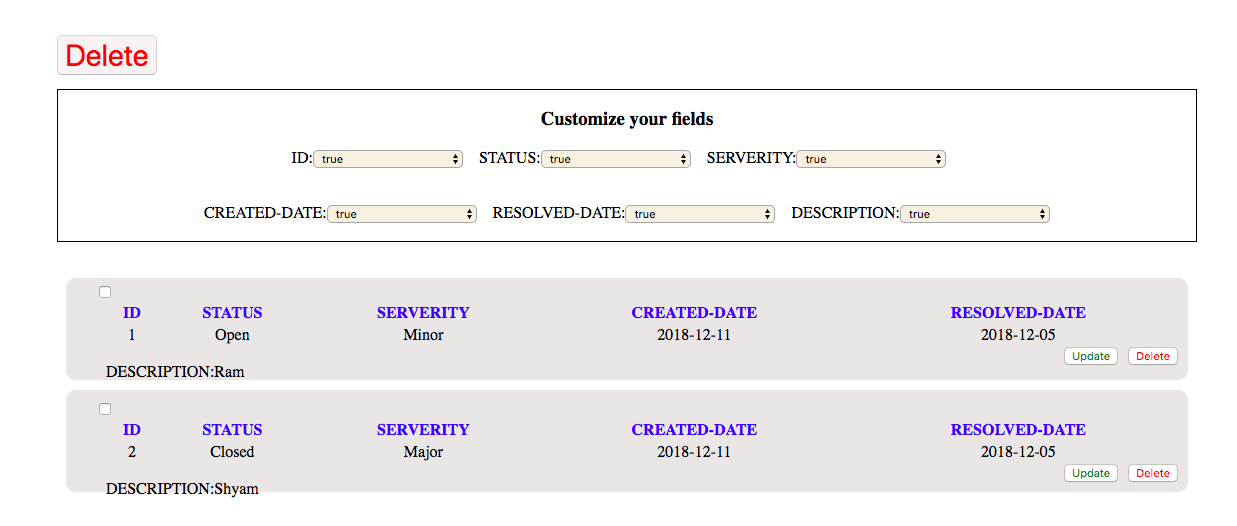 Delete
Customize your fields
ID: true STATUS: true SERVERITY: true
CREATED-DATE: true RESOLVED-DATE: true DESCRIPTION: true
ID STATUS SERVERITY CREATED-DATE RESOLVED-DATE
1 Open Minor 2018-12-11 2018-12-05
Update Delete
DESCRIPTION:Ram
ID STATUS SERVERITY CREATED-DATE RESOLVED-DATE
2 Closed Major 2018-12-11 2018-12-05
Update Delete
DESCRIPTION:Shyam